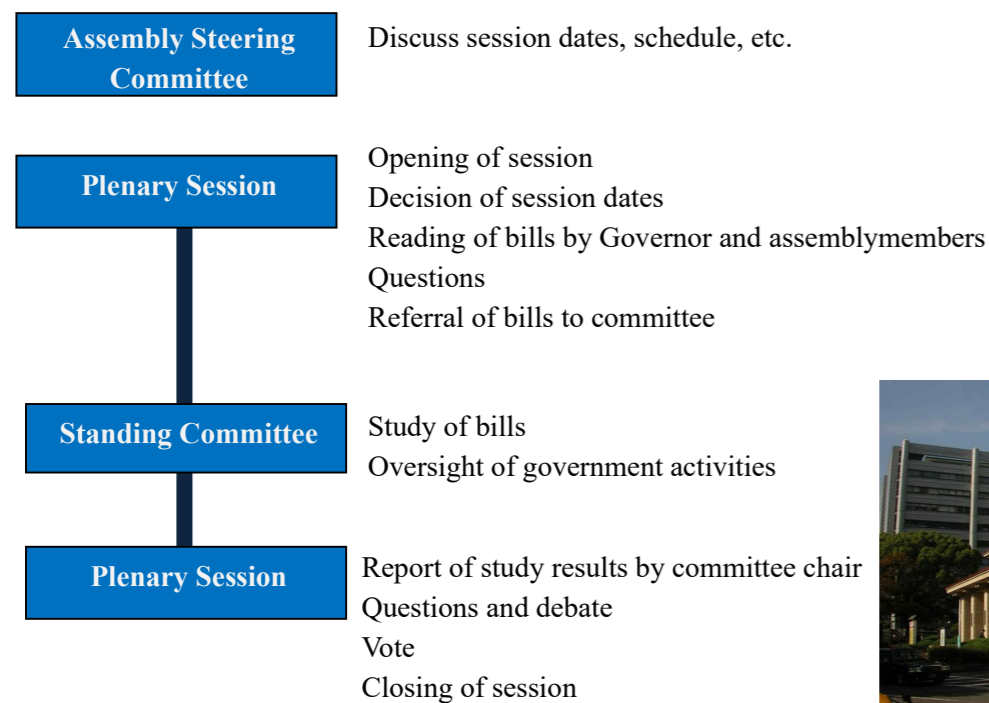 Assembly Steering
Committee
Discuss session dates, schedule, etc.
Plenary Session
Opening of session
Decision of session dates
Reading of bills by Governor and assemblymembers
Questions
Referral of bills to committee
Standing Committee
Study of bills
Oversight of government activities
Plenary Session
Report of study results by committee chair
Questions and debate
Vote
Closing of session